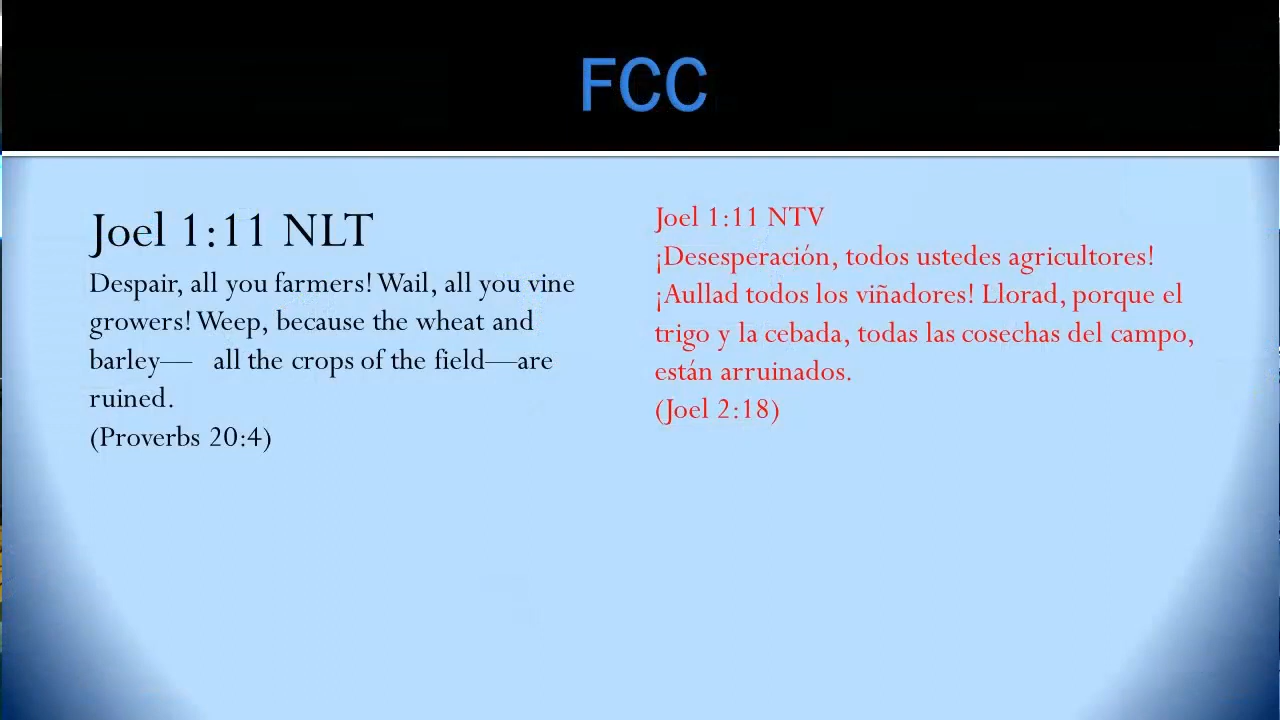 FCC
Joel 1:11 NLT
Despair, all you farmers! Wail, all you vine
growers! Weep, because the wheat and
barley— all the crops of the field—are
ruined.
(Proverbs 20:4)
Joel 1:11 NTV
¡Desesperación, todos ustedes agricultores!
¡Aullad todos los viñadores! Llorad, porque el
trigo y la cebada, todas las cosechas del campo,
están arruinados.
(Joel 2:18)